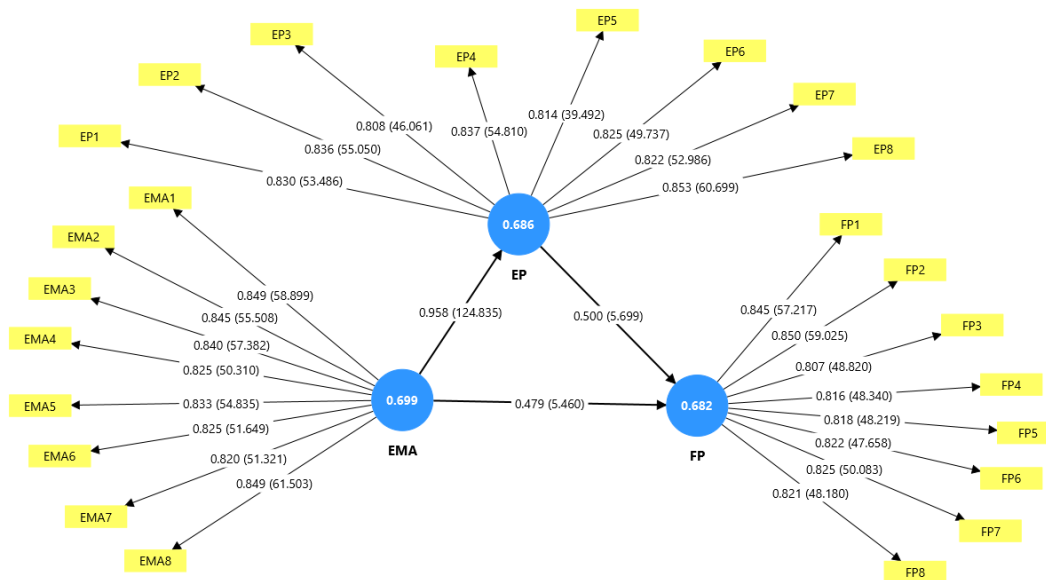 EP5
EP3
EP6
EP4
EP2
EP7
0.814 (39.492)
0.808 (46.061)
0.837 (54.810)
0.825 (49.737)
EP1
0.836 (55.050)
EP8
0.822 (52.986)
0.830 (53.486)
0.853 (60.699)
EMA1
0.686
FP1
EMA2
EP
FP2
EMA3
0.849 (58.899)
0.845 (57.217)
0.845 (55.508)
0.958 (124.835)
0.500 (5.699)
FP3
EMA4
0.840 (57.382)
0.850 (59.025)
0.825 (50.310)
0.807 (48.820)
FP4
EMA5
0.833 (54.835)
0.699
0.479 (5.460)
0.682
0.816 (48.340)
0.825 (51.649)
0.818 (48.219)
FP5
EMA6
EMA
FP
0.822 (47.658)
0.820 (51.321)
0.825 (50.083)
FP6
0.849 (61.503)
0.821 (48.180)
EMA7
FP7
EMA8
FP8